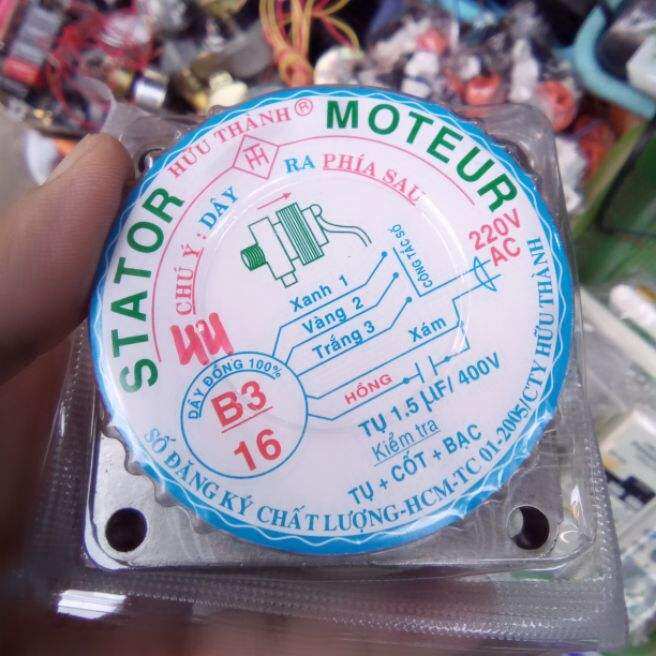 STATOR MOTEUR
HỮU THÀNH®
CHÚ Ý : DÂY RA PHÍA SAU
220V
AC
CÔNG TẮC SỐ
Xanh 1
Vàng 2
Trắng 3
Xám
HỒNG
44
DÂY ĐỒNG 100%
B3
16
TỤ 1.5 µF/ 400V
Kiểm tra
TỤ + CỐT + BẠC
SỐ ĐĂNG KÝ CHẤT LƯỢNG-HCM-TC 01-2005/CTY HỮU THÀNH